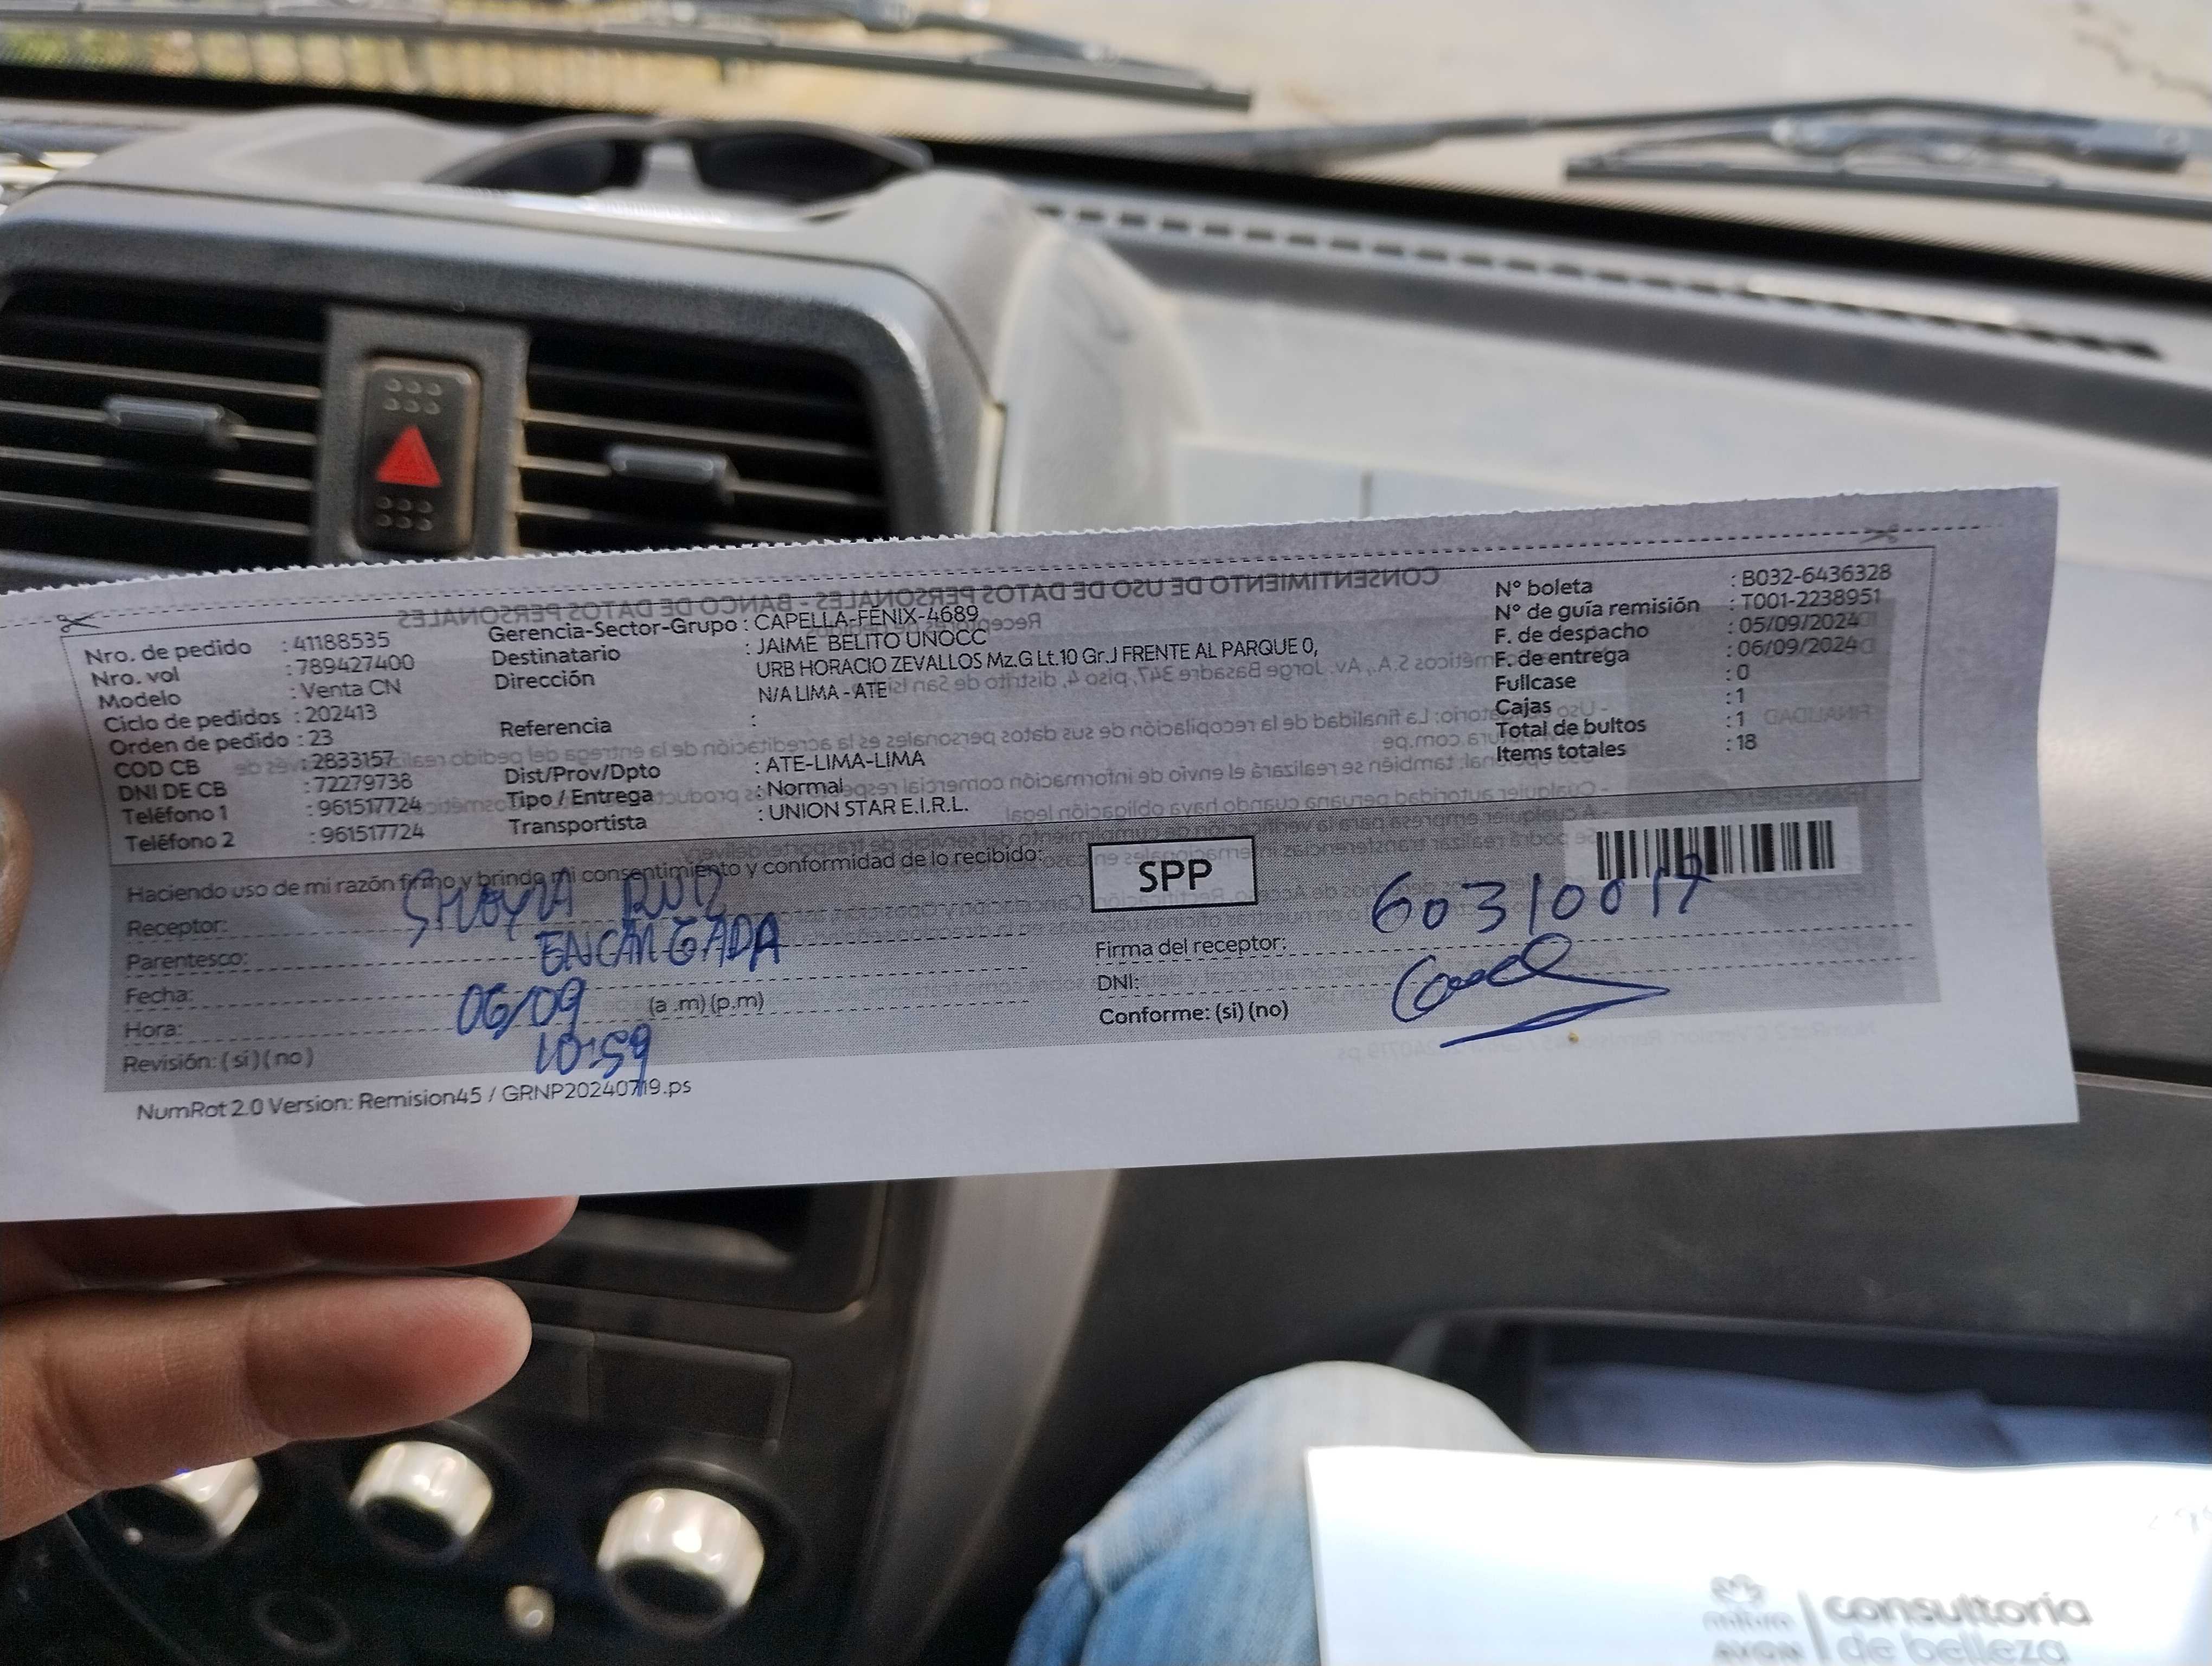 Nro. de pedido : 41188535
Nro. vol : 789427400
Modelo : Venta CN
Ciclo de pedidos : 202413
Orden de pedido : 23
COD CB : 2833157
DNI DE CB : 72279738
Teléfono 1 : 961517724
Teléfono 2 : 961517724
Gerencia-Sector-Grupo : CAPELLA-FENIX-4689
Destinatario : JAIME BELITO UNOCC
Dirección URB HORACIO ZEVALLOS Mz.G Lt.10 Gr.J FRENTE AL PARQUE 0,
N/A LIMA - ATE
Referencia :
Dist/Prov/Dpto : ATE-LIMA-LIMA
Tipo / Entrega : Normal
Transportista : UNION STAR E.I.R.L.
N° boleta : B032-6436328
N° de guía remisión : T001-2238951
F. de despacho : 05/09/2024
F. de entrega : 06/09/2024
Fullcase : 0
Cajas : 1
Total de bultos : 1
Items totales : 18
CONSENTIMIENTO DE USO DE DATOS PERSONALES - BANCO DE DATOS PERSONALES
Haciendo uso de mi razón firmo y brindo mi consentimiento y conformidad de lo recibido:
SPP
Receptor: RUIZ
Parentesco: ENCARGADA
Fecha: 06/09
Hora: 10:59 (a .m) (p.m)
Revisión: ( sí ) ( no )
60310017
Firma del receptor:
DNI:
Conforme: (si) (no)
NumRot 2.0 Version: Remision45 / GRNP20240719.ps
natura
AVON
consultoría
de belleza